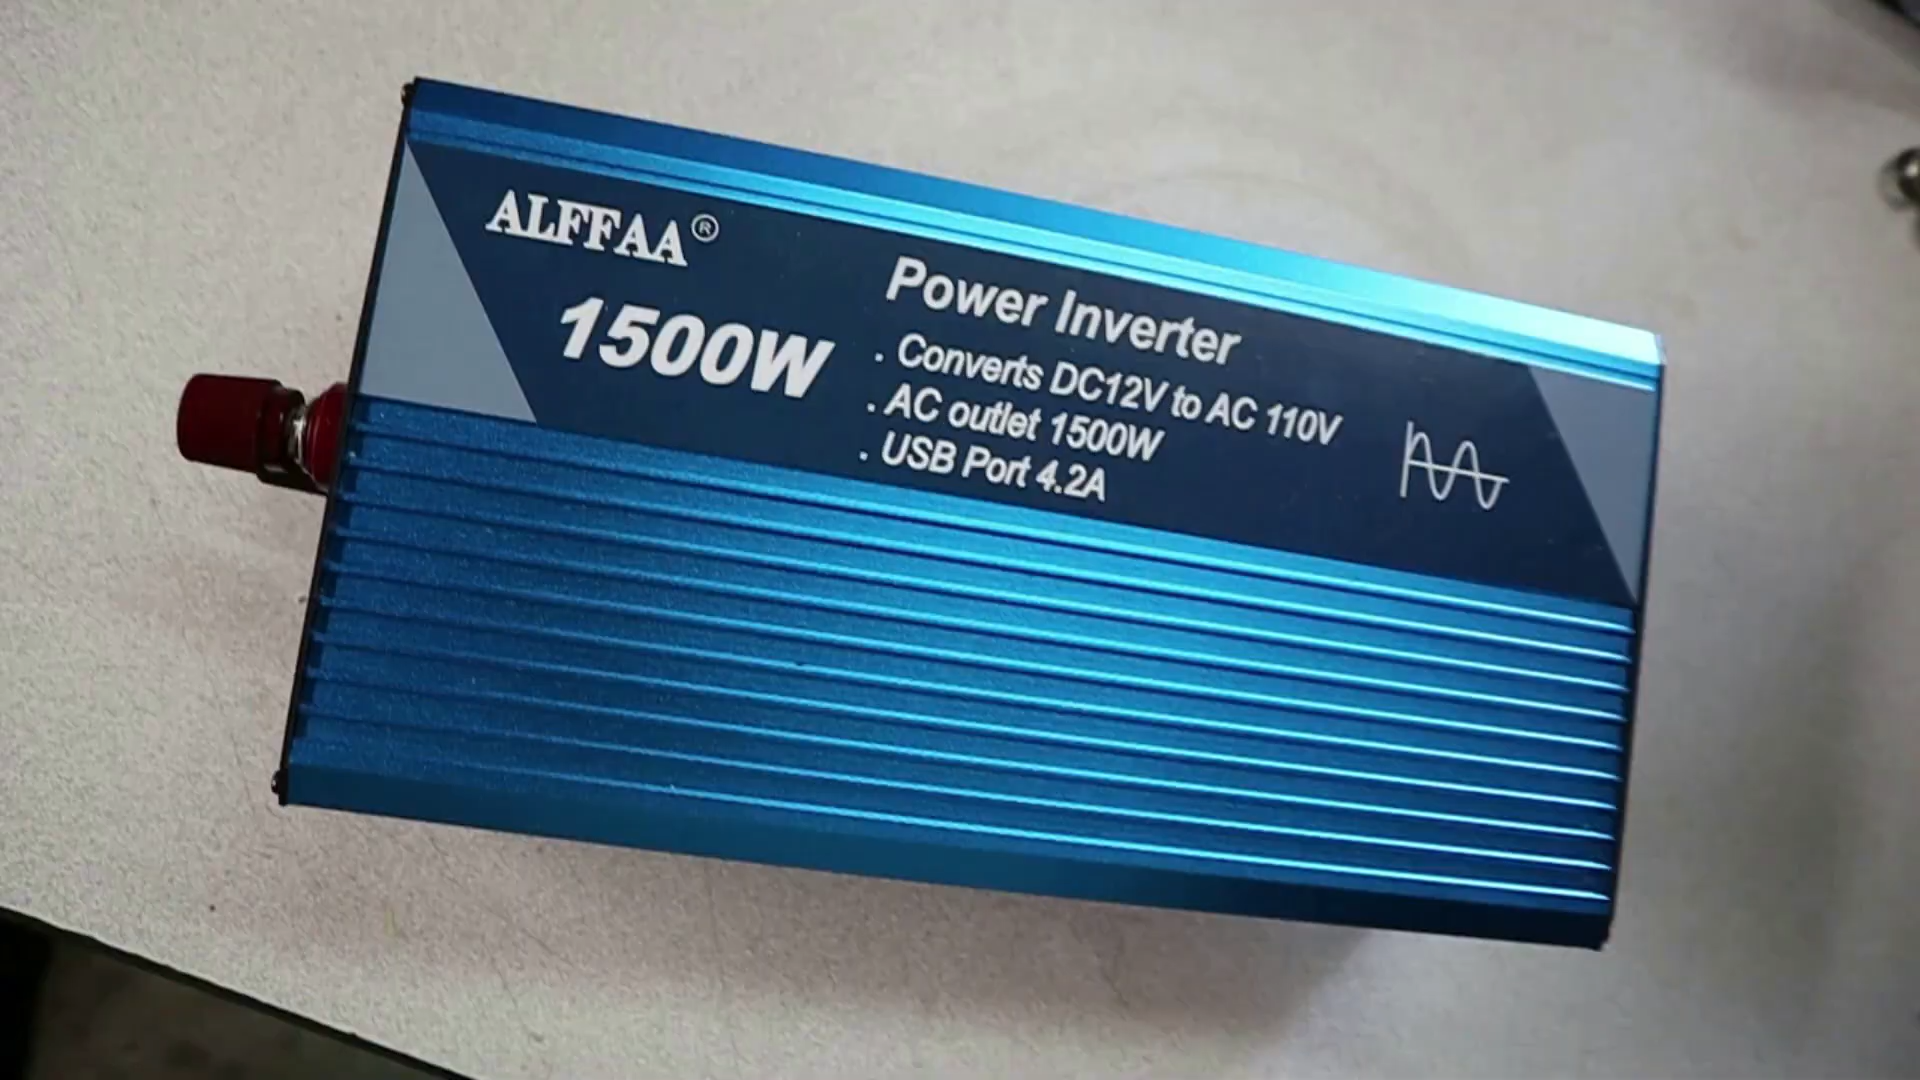 ALFFAA®
1500W
Power Inverter
. Converts DC12V to AC 110V
. AC outlet 1500W
. USB Port 4.2A